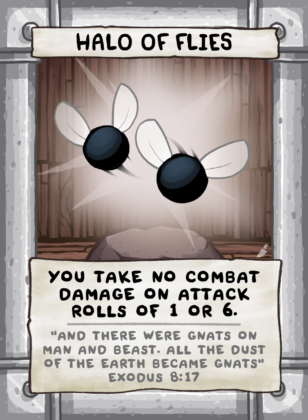 HALO OF FLIES
YOU TAKE NO COMBAT
DAMAGE ON ATTACK
ROLLS OF 1 OR 6.
"AND THERE WERE GNATS ON
MAN AND BEAST. ALL THE DUST
OF THE EARTH BECAME GNATS"
EXODUS 8:17